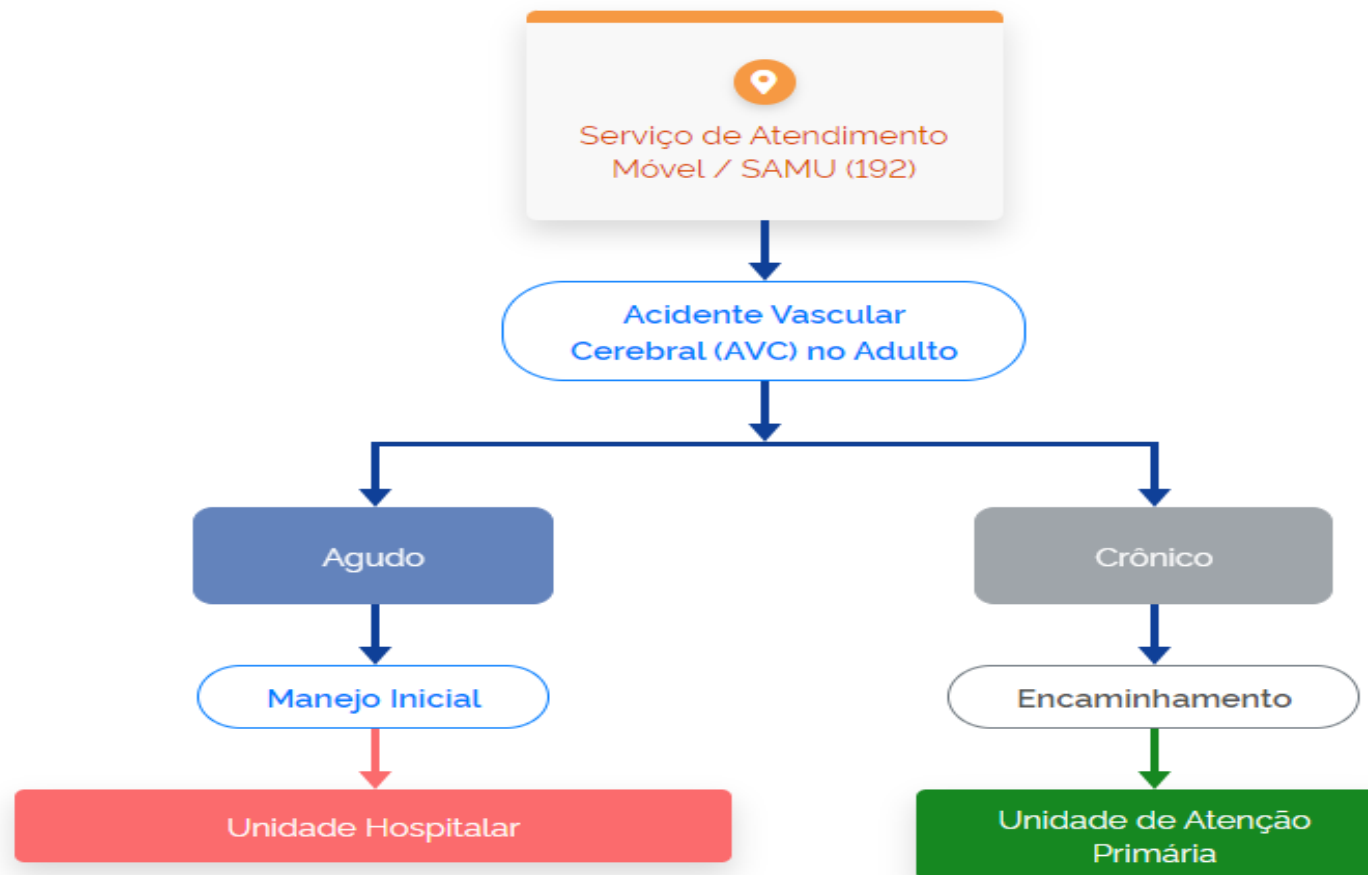 Serviço de Atendimento
Móvel / SAMU (192)
Acidente Vascular
Cerebral (AVC) no Adulto
Agudo
Crônico
Manejo Inicial
Encaminhamento
Unidade Hospitalar
Unidade de Atenção
Primária